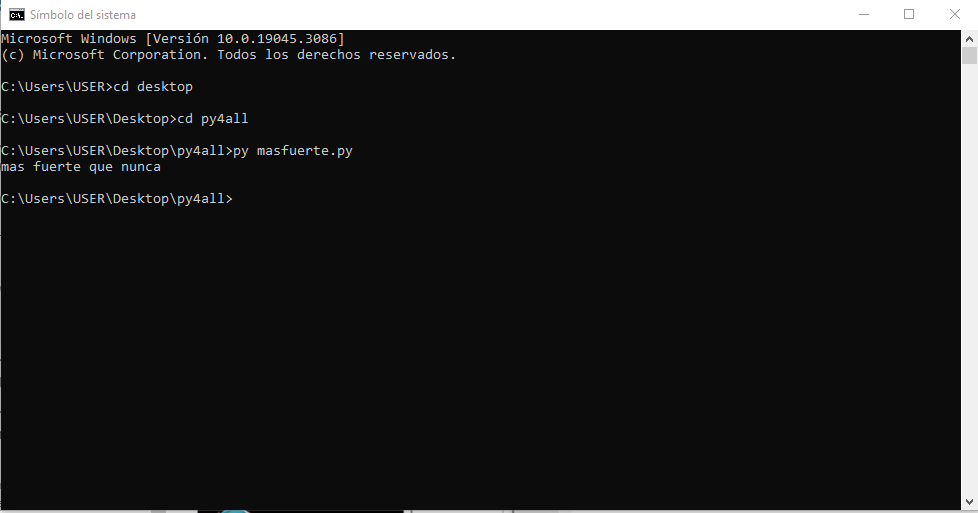 Símbolo del sistema
Microsoft Windows [Versión 10.0.19045.3086]
(c) Microsoft Corporation. Todos los derechos reservados.
C:\Users\USER>cd desktop
C:\Users\USER\Desktop>cd py4all
C:\Users\USER\Desktop\py4all>py masfuerte.py
mas fuerte que nunca
C:\Users\USER\Desktop\py4all>